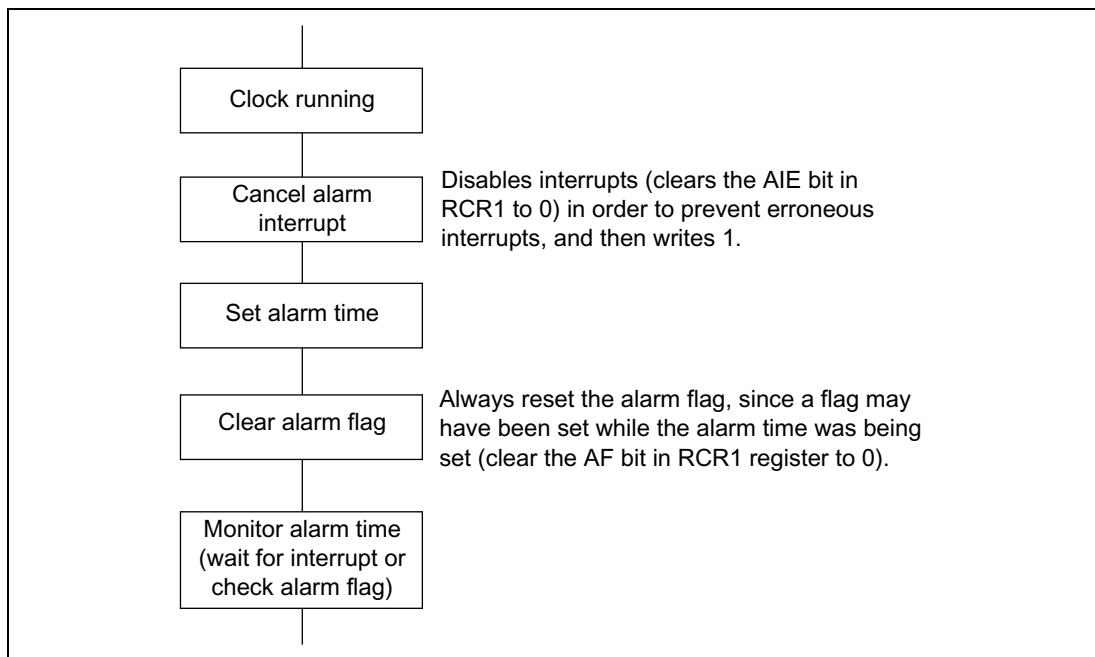 Clock running
Cancel alarm
interrupt
Disables interrupts (clears the AIE bit in
RCR1 to 0) in order to prevent erroneous
interrupts, and then writes 1.
Set alarm time
Clear alarm flag
Always reset the alarm flag, since a flag may
have been set while the alarm time was being
set (clear the AF bit in RCR1 register to 0).
Monitor alarm time
(wait for interrupt or
check alarm flag)